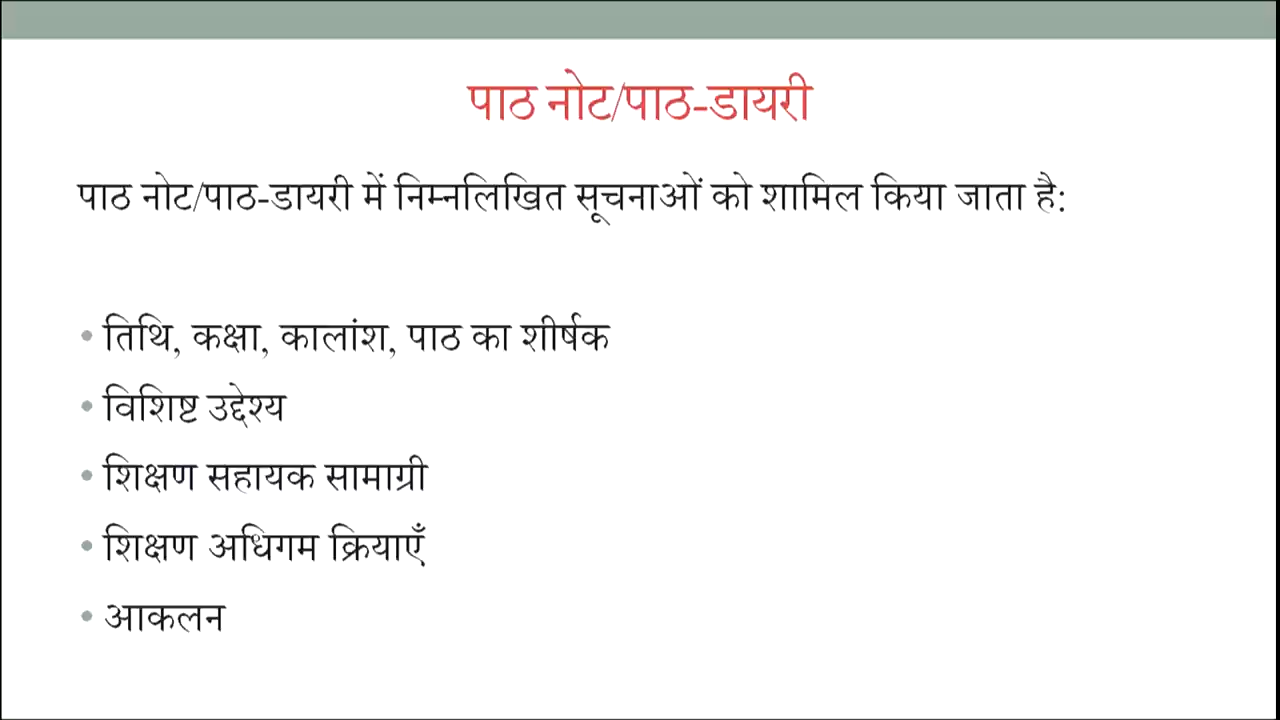 पाठ नोट/पाठ-डायरी
पाठ नोट/पाठ-डायरी में निम्नलिखित सूचनाओं को शामिल किया जाता है:
• तिथि, कक्षा, कालांश, पाठ का शीर्षक
• विशिष्ट उद्देश्य
• शिक्षण सहायक सामाग्री
• शिक्षण अधिगम क्रियाएँ
• आकलन